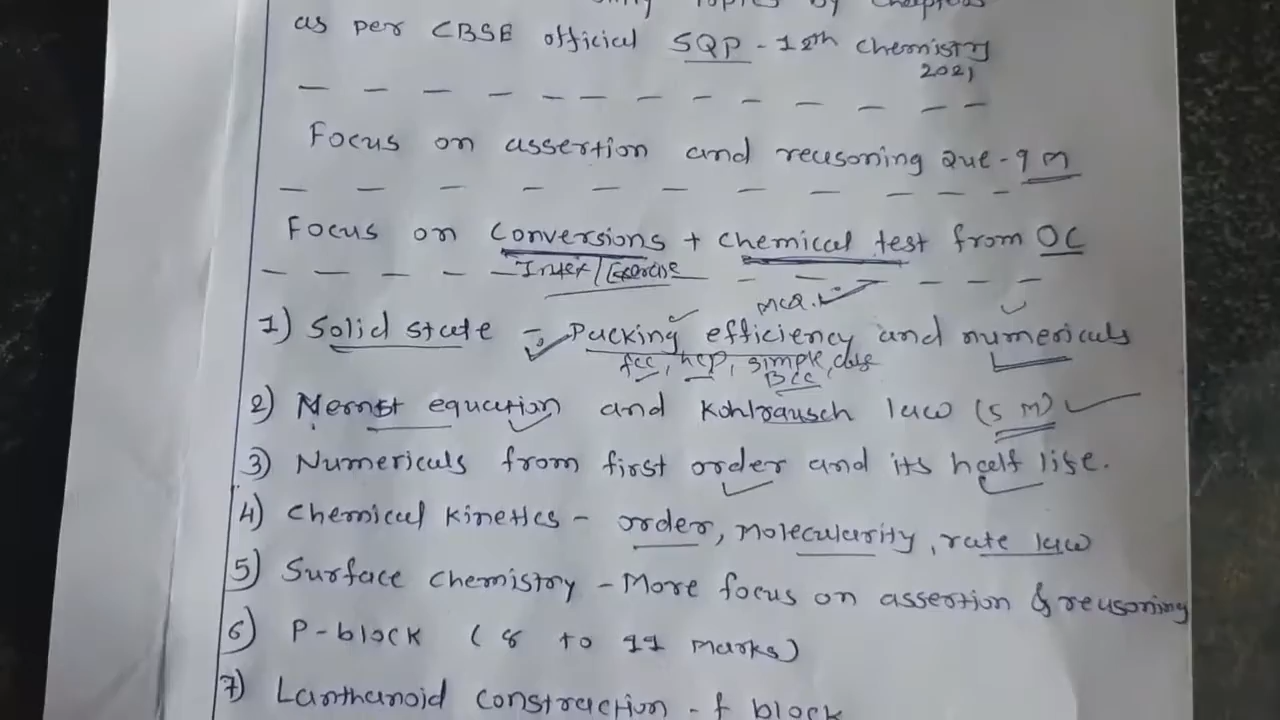 Topics by Chapters
as per CBSE official SQP - 12th chemistry
2021
Focus on assertion and reasoning Que - 9 m
Focus on conversions + chemical test from OC
Intex / Exercise
MCQ.
1) Solid state - Packing efficiency and numericals
fcc, hcp, simple,
BCC
2) Nernst equation and Kohlrausch law (5 M)
3) Numericals from first order and its half life.
4) chemical kinetics - order, molecularity, rate law
5) Surface chemistry - More focus on assertion & reasoning
6) P-block ( 8 to 11 Marks)
7) Lanthanoid constraction - f block